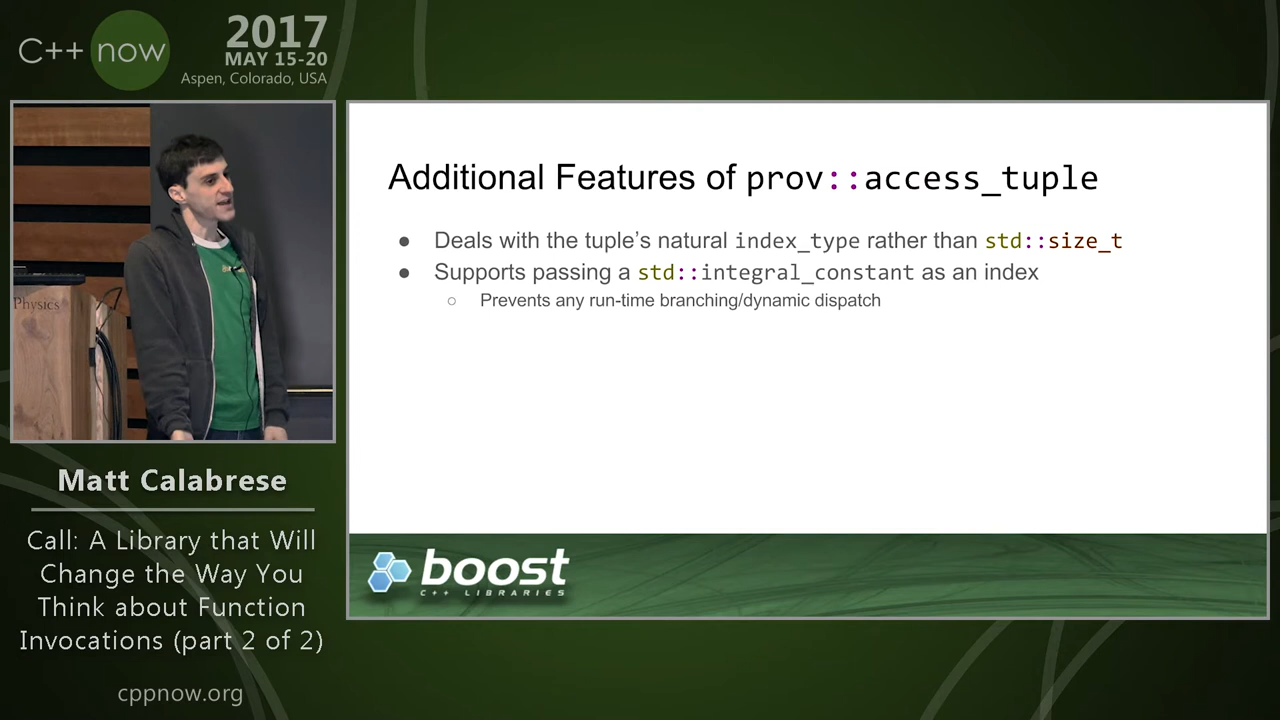 C++ now
2017
MAY 15-20
Aspen, Colorado, USA
Physics
Matt Calabrese
Call: A Library that Will
Change the Way You
Think about Function
Invocations (part 2 of 2)
cppnow.org
Additional Features of prov::access_tuple
● Deals with the tuple’s natural index_type rather than std::size_t
● Supports passing a std::integral_constant as an index
○ Prevents any run-time branching/dynamic dispatch
boost
C++ LIBRARIES